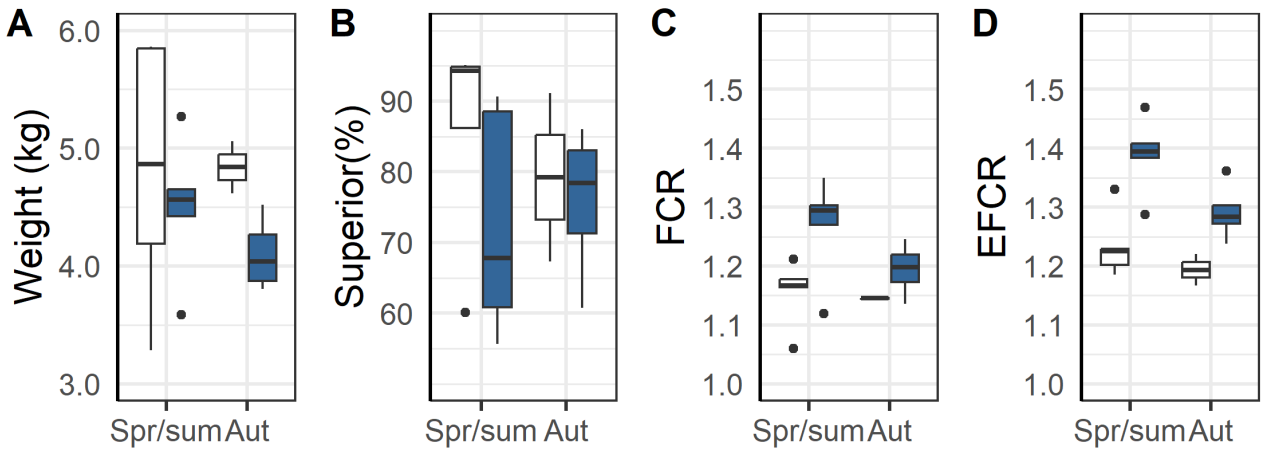 A
Weight (kg)
6.0
5.0
4.0
3.0
Spr/sum Aut
B
Superior(%)
90
80
70
60
Spr/sum Aut
C
FCR
1.5
1.4
1.3
1.2
1.1
1.0
Spr/sum Aut
D
EFCR
1.5
1.4
1.3
1.2
1.1
1.0
Spr/sum Aut